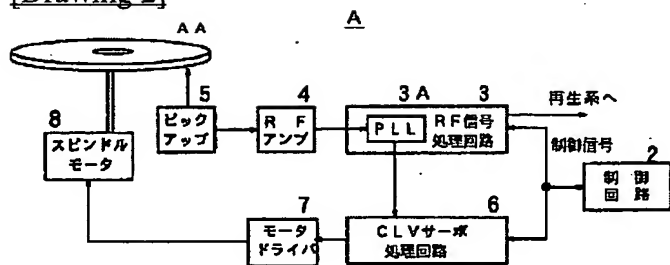 [Drawing 2]
A
A A
8
スピンドル
モータ
5
ピック
アップ
4
R F
アンプ
3 A
3
PLL
RF信号
処理回路
再生系へ
制御信号
2
制 御
回 路
7
モータ
ドライバ
6
CLVサーボ
処理回路